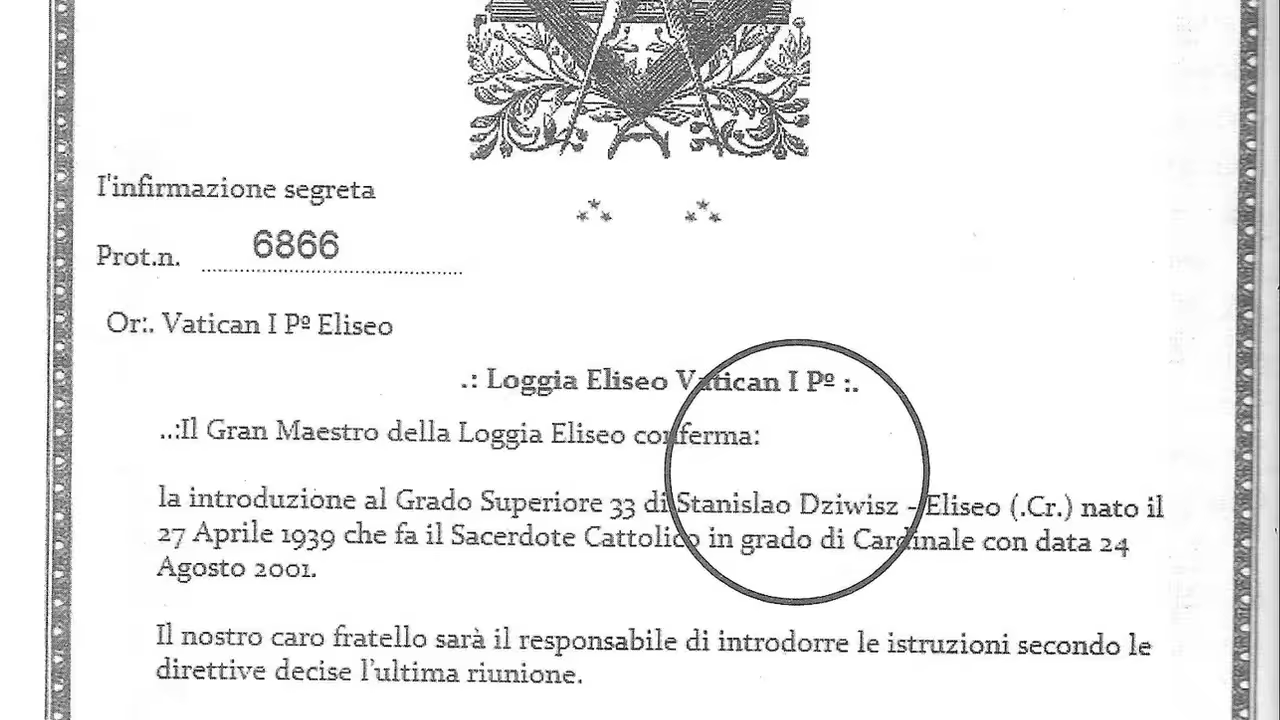 I'infirmazione segreta
Prot.n. 6866
Or:. Vatican I Pº Eliseo
.: Loggia Eliseo Vatican I Pº :.
..:Il Gran Maestro della Loggia Eliseo conferma:
la introduzione al Grado Superiore 33 di Stanislao Dziwisz - Eliseo (.Cr.) nato il
27 Aprile 1939 che fa il Sacerdote Cattolico in grado di Cardinale con data 24
Agosto 2001.
Il nostro caro fratello sarà il responsabile di introdorre le istruzioni secondo le
direttive decise l'ultima riunione.